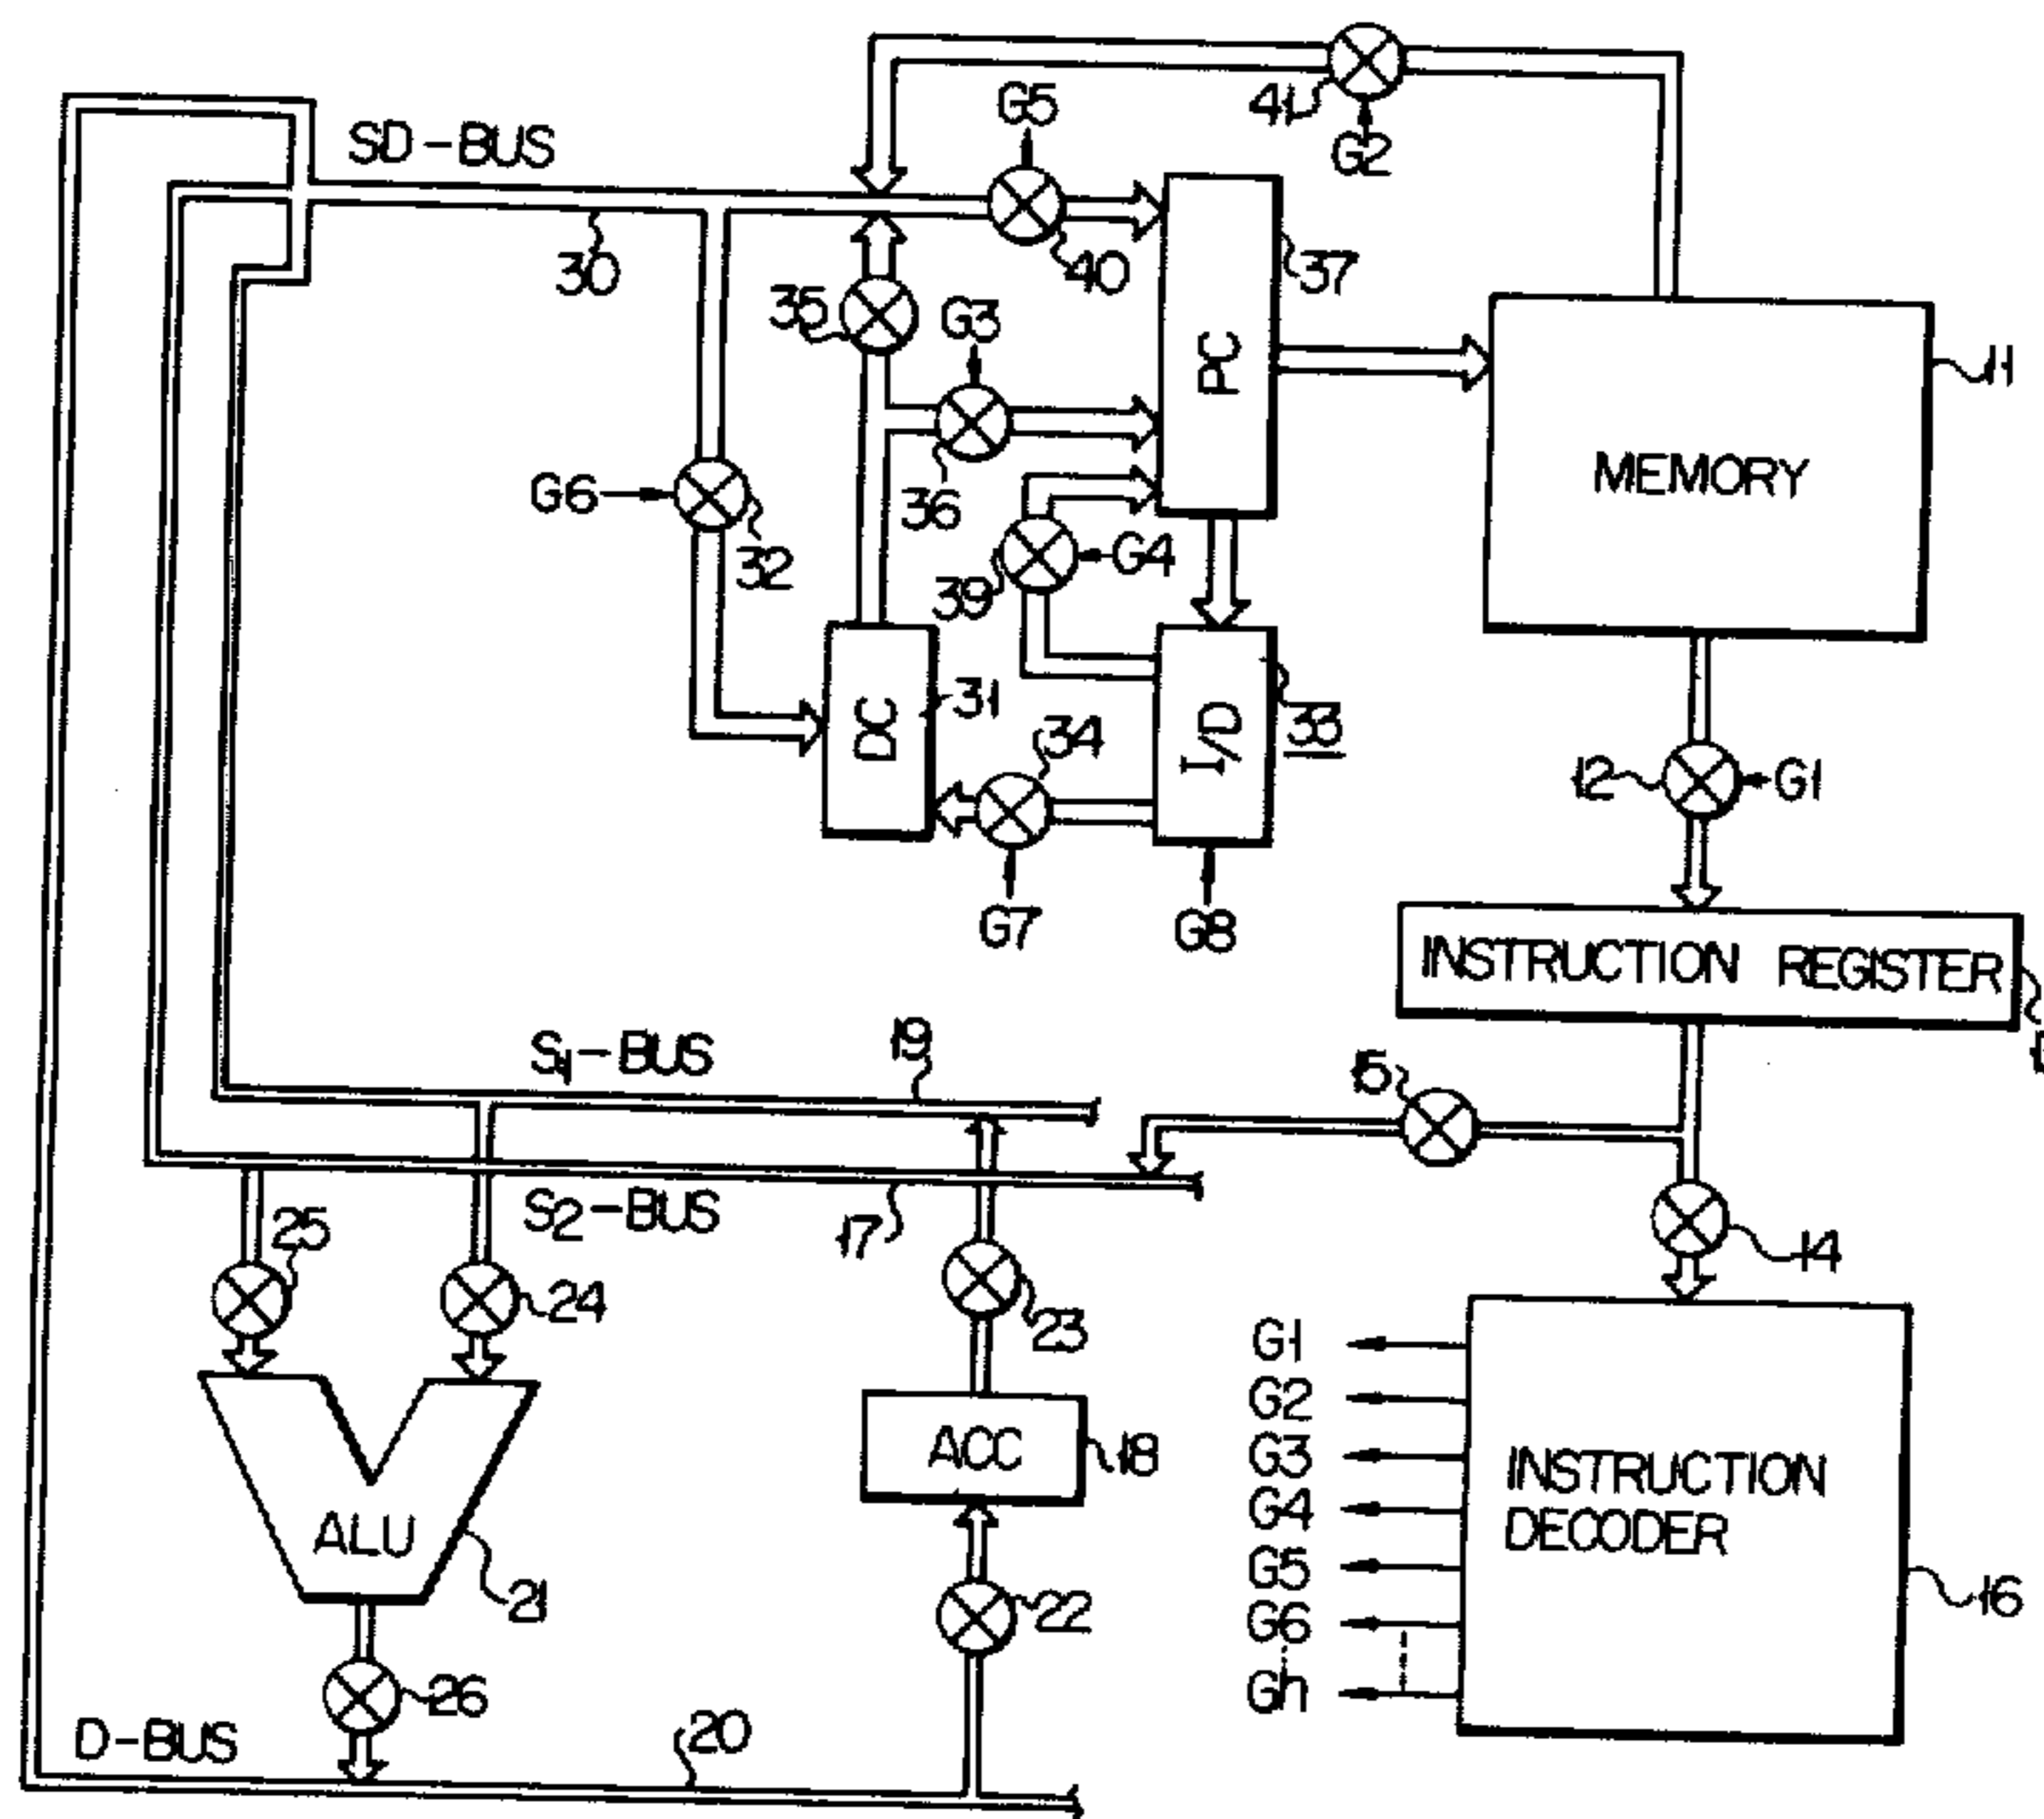 G5
41
G2
SD-BUS
30
40
37
35
G3
PC
11
MEMORY
G6
32
36
39
G4
DC
31
34
I/D
33
12
G1
G7
G8
INSTRUCTION REGISTER
S1-BUS
19
15
S2-BUS
17
25
24
23
14
G1
G2
G3
G4
G5
G6
Gn
INSTRUCTION
DECODER
16
ACC
18
ALU
21
22
26
D-BUS
20